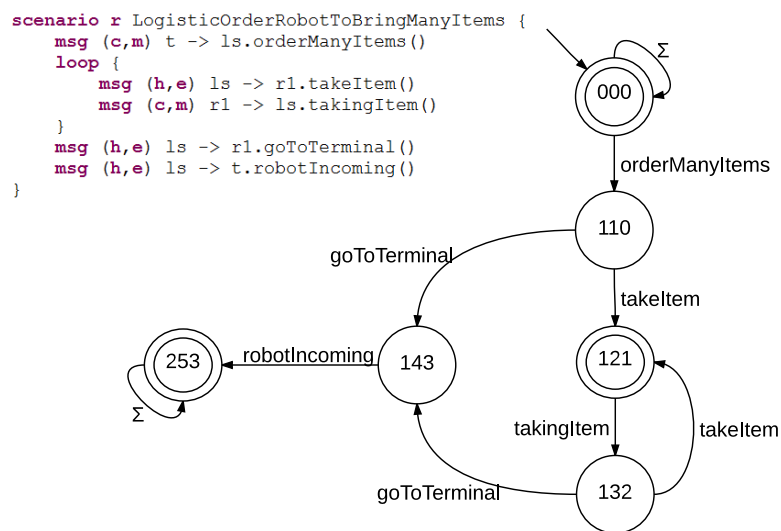 scenario r LogisticOrderRobotToBringManyItems {
msg (c,m) t -> ls.orderManyItems()
loop {
msg (h,e) ls -> r1.takeItem()
msg (c,m) r1 -> ls.takingItem()
}
msg (h,e) ls -> r1.goToTerminal()
msg (h,e) ls -> t.robotIncoming()
}
Σ
000
orderManyItems
110
goToTerminal
takeItem
253
robotIncoming
143
121
Σ
takingItem
takeItem
goToTerminal
132